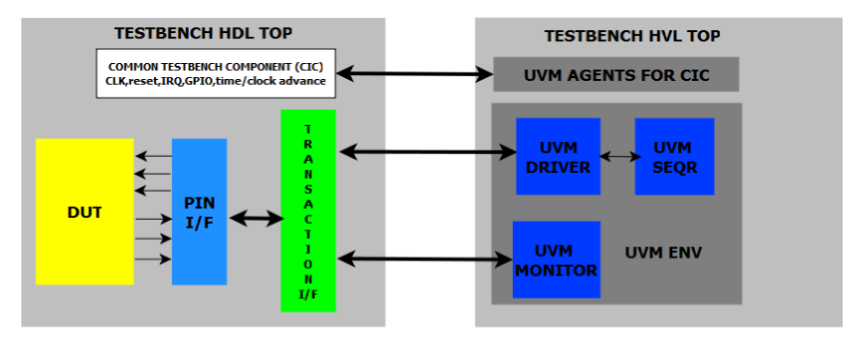 TESTBENCH HDL TOP
COMMON TESTBENCH COMPONENT (CIC)
CLK,reset,IRQ,GPIO,time/clock advance
DUT
PIN
I/F
T
R
A
N
S
A
C
T
I
O
N
I/F
TESTBENCH HVL TOP
UVM AGENTS FOR CIC
UVM
DRIVER
UVM
SEQR
UVM
MONITOR
UVM ENV